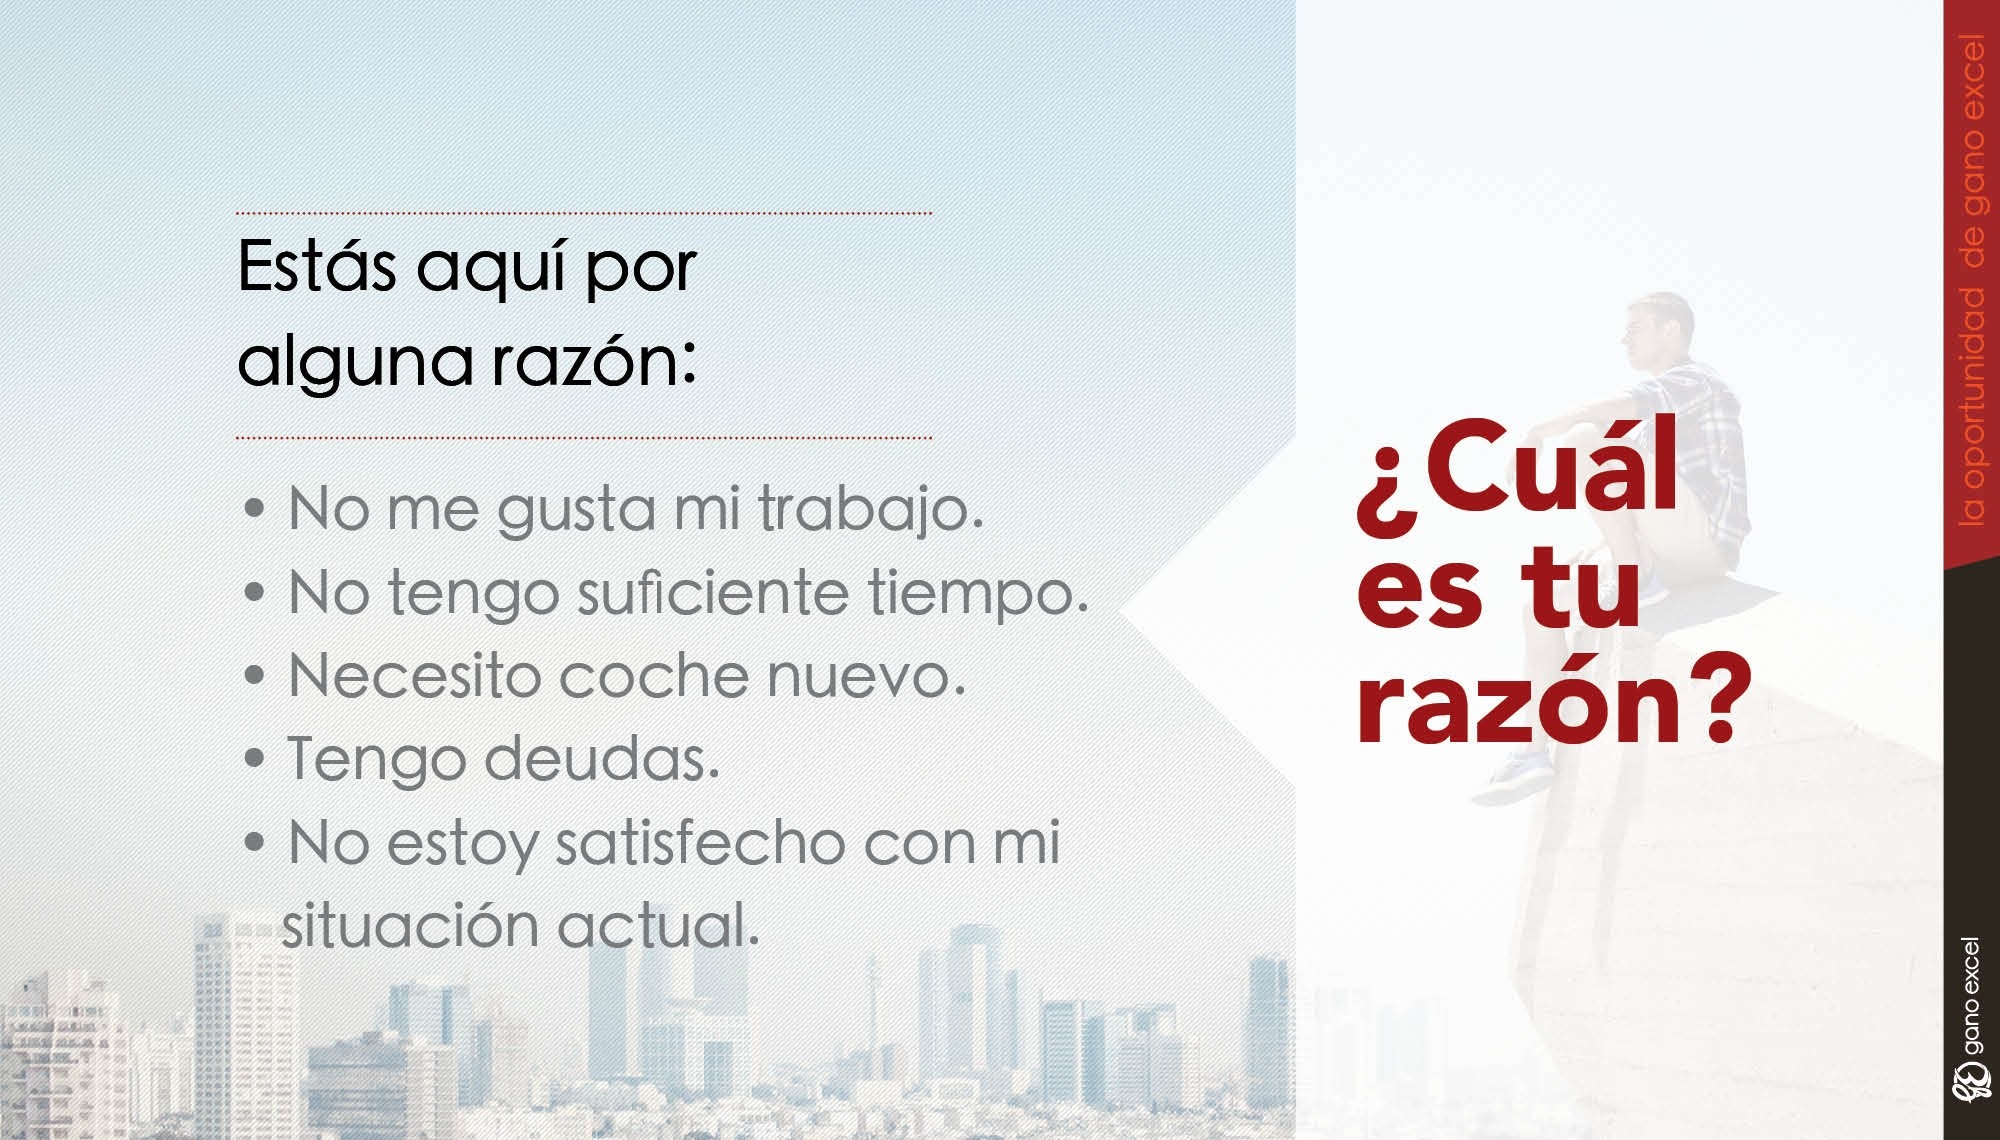 Estás aquí por
alguna razón:
• No me gusta mi trabajo.
• No tengo suficiente tiempo.
• Necesito coche nuevo.
• Tengo deudas.
• No estoy satisfecho con mi
situación actual.
¿Cuál
es tu
razón?
la oportunidad de gano excel
gano excel